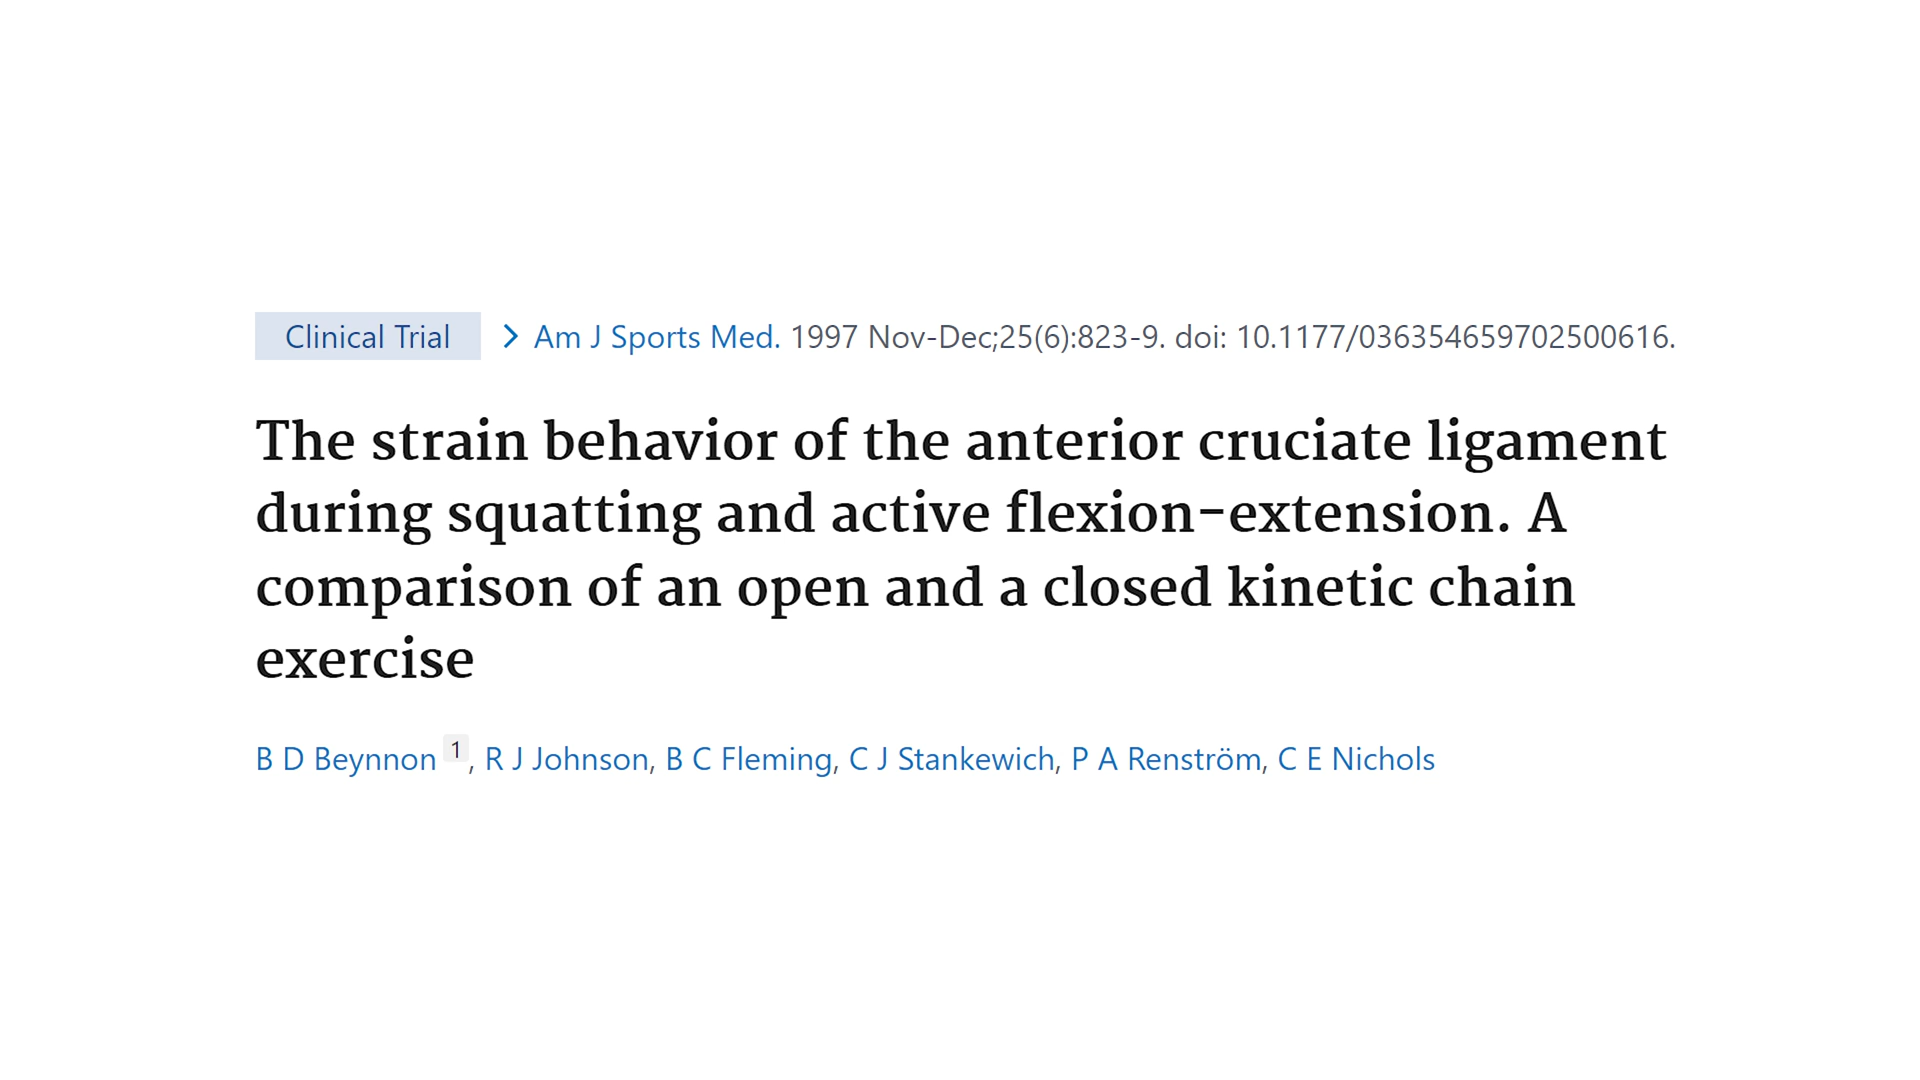 Clinical Trial > Am J Sports Med. 1997 Nov-Dec;25(6):823-9. doi: 10.1177/036354659702500616.
The strain behavior of the anterior cruciate ligament
during squatting and active flexion-extension. A
comparison of an open and a closed kinetic chain
exercise
B D Beynnon 1, R J Johnson, B C Fleming, C J Stankewich, P A Renström, C E Nichols